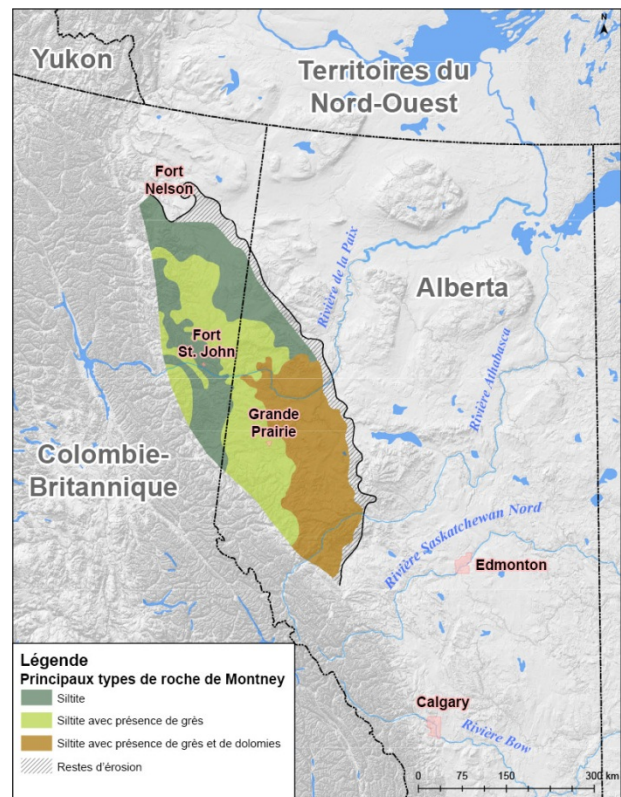 N
Yukon
Territoires du
Nord-Ouest
Fort
Nelson
Rivière de la Paix
Alberta
Fort
St. John
Rivière Athabasca
Grande
Prairie
Colombie-
Britannique
Rivière Saskatchewan Nord
Edmonton
Légende
Principaux types de roche de Montney
Siltite
Siltite avec présence de grès
Siltite avec présence de grès et de dolomies
Restes d'érosion
Calgary
Rivière Bow
0 75 150 300 km